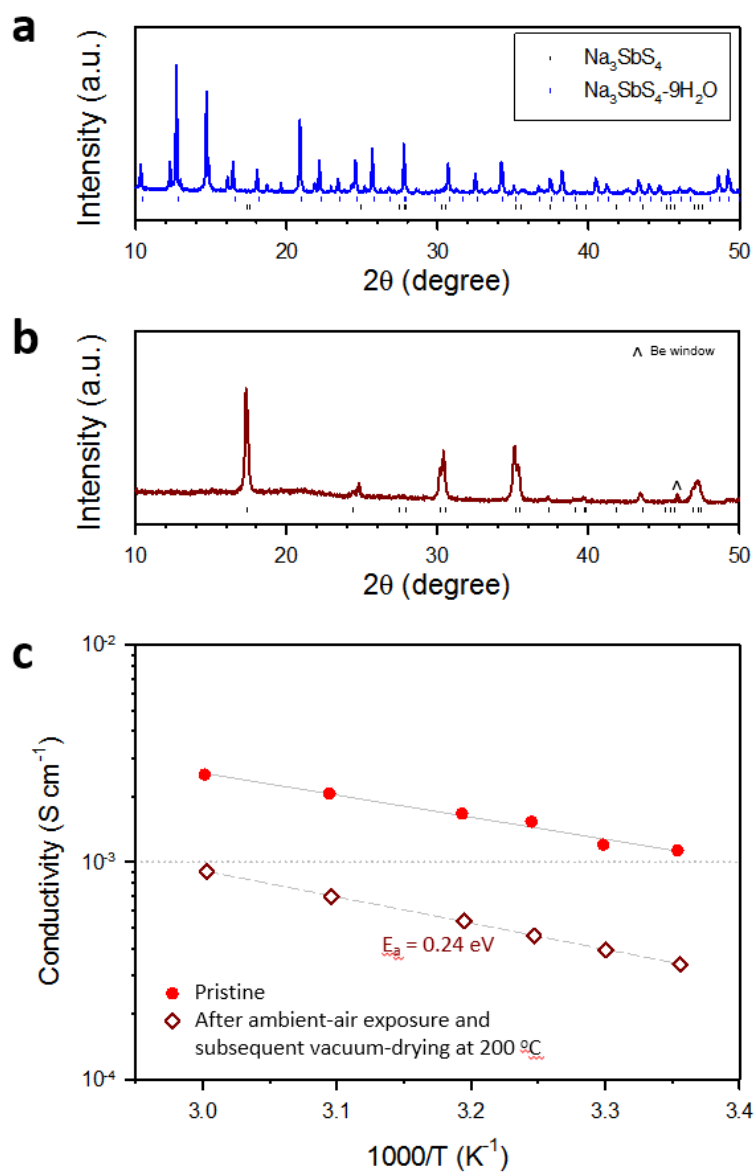 a
Intensity (a.u.)
Na₃SbS₄
Na₃SbS₄-9H₂O
10 20 30 40 50
2θ (degree)
b
Intensity (a.u.)
^ Be window
^
10 20 30 40 50
2θ (degree)
c
Conductivity (S cm⁻¹)
10⁻²
10⁻³
10⁻⁴
Eₐ = 0.24 eV
Pristine
After ambient-air exposure and
subsequent vacuum-drying at 200 ºC
3.0 3.1 3.2 3.3 3.4
1000/T (K⁻¹)